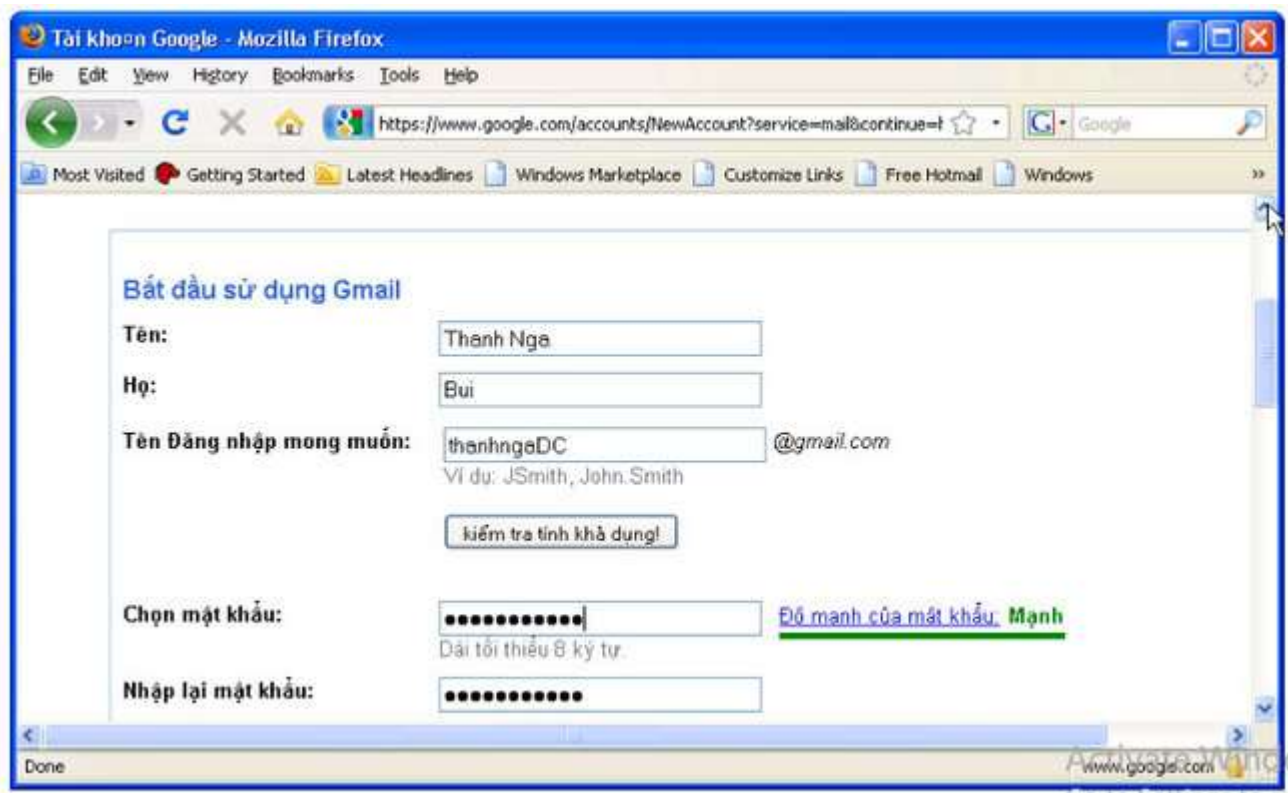 Tài kho¤n Google - Mozilla Firefox
File Edit View History Bookmarks Tools Help
https://www.google.com/accounts/NewAccount?service=mail&continue=h Google
Most Visited Getting Started Latest Headlines Windows Marketplace Customize Links Free Hotmail Windows »
Bắt đầu sử dụng Gmail
Tên: Thanh Nga
Họ: Bui
Tên Đăng nhập mong muốn: thanhngaDC @gmail.com
Ví dụ: JSmith, John.Smith
kiểm tra tính khả dụng!
Chọn mật khẩu: ●●●●●●●●●●● Độ mạnh của mật khẩu: Mạnh
Dài tối thiểu 8 ký tự.
Nhập lại mật khẩu: ●●●●●●●●●●●
Activate
Done www.google.com